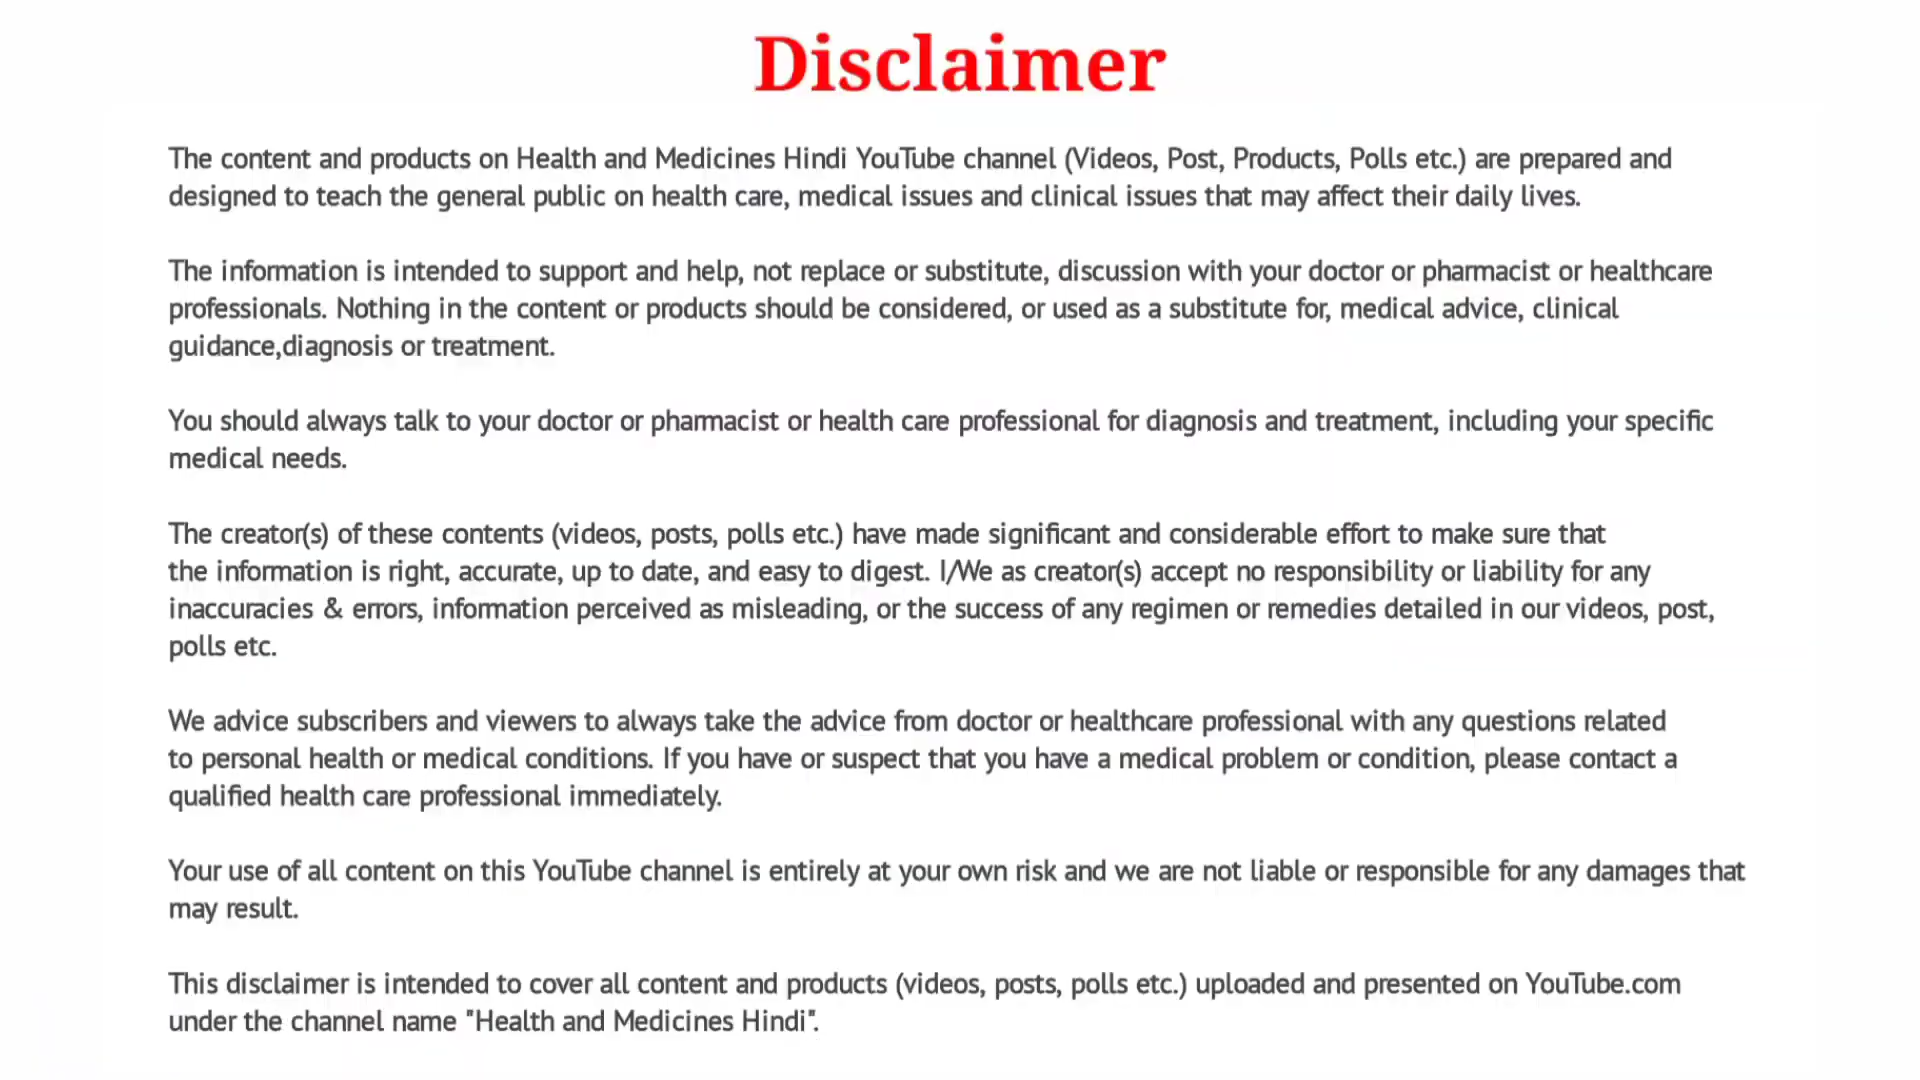 Disclaimer
The content and products on Health and Medicines Hindi YouTube channel (Videos, Post, Products, Polls etc.) are prepared and
designed to teach the general public on health care, medical issues and clinical issues that may affect their daily lives.
The information is intended to support and help, not replace or substitute, discussion with your doctor or pharmacist or healthcare
professionals. Nothing in the content or products should be considered, or used as a substitute for, medical advice, clinical
guidance,diagnosis or treatment.
You should always talk to your doctor or pharmacist or health care professional for diagnosis and treatment, including your specific
medical needs.
The creator(s) of these contents (videos, posts, polls etc.) have made significant and considerable effort to make sure that
the information is right, accurate, up to date, and easy to digest. I/We as creator(s) accept no responsibility or liability for any
inaccuracies & errors, information perceived as misleading, or the success of any regimen or remedies detailed in our videos, post,
polls etc.
We advice subscribers and viewers to always take the advice from doctor or healthcare professional with any questions related
to personal health or medical conditions. If you have or suspect that you have a medical problem or condition, please contact a
qualified health care professional immediately.
Your use of all content on this YouTube channel is entirely at your own risk and we are not liable or responsible for any damages that
may result.
This disclaimer is intended to cover all content and products (videos, posts, polls etc.) uploaded and presented on YouTube.com
under the channel name "Health and Medicines Hindi".